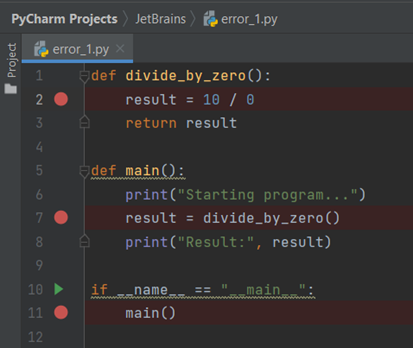 PyCharm Projects JetBrains error_1.py
Project
error_1.py
1 def divide_by_zero():
2     result = 10 / 0
3     return result
4
5 def main():
6     print("Starting program...")
7     result = divide_by_zero()
8     print("Result:", result)
9
10 if __name__ == "__main__":
11     main()
12